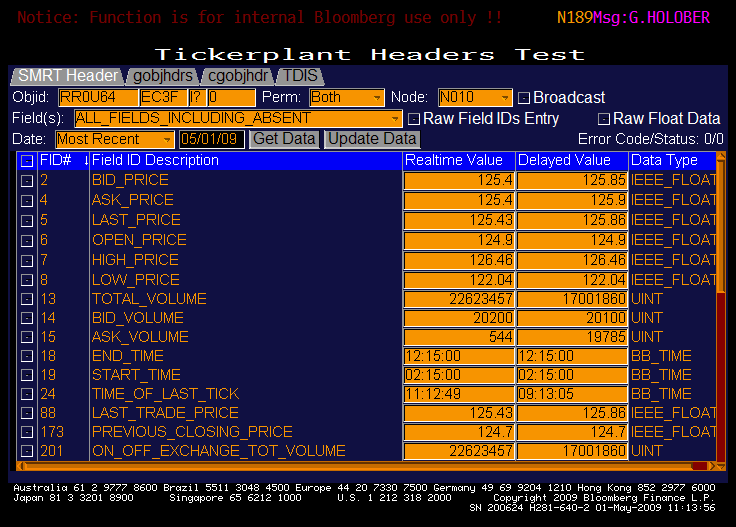 Notice: Function is for internal Bloomberg use only !! N189Msg:G.HOLOBER
Tickerplant Headers Test
SMRT Header gobjhdrs cgobjhdr TDIS
Objid: RR0U64 EC3F I? 0 Perm: Both Node: N010 Broadcast
Field(s): ALL_FIELDS_INCLUDING_ABSENT Raw Field IDs Entry Raw Float Data
Date: Most Recent 05/01/09 Get Data Update Data Error Code/Status: 0/0
FID# ↓ Field ID Description Realtime Value Delayed Value Data Type
2 BID_PRICE 125.4 125.85 IEEE_FLOAT
4 ASK_PRICE 125.4 125.9 IEEE_FLOAT
5 LAST_PRICE 125.43 125.86 IEEE_FLOAT
6 OPEN_PRICE 124.9 124.9 IEEE_FLOAT
7 HIGH_PRICE 126.46 126.46 IEEE_FLOAT
8 LOW_PRICE 122.04 122.04 IEEE_FLOAT
13 TOTAL_VOLUME 22623457 17001860 UINT
14 BID_VOLUME 20200 20100 UINT
15 ASK_VOLUME 544 19785 UINT
18 END_TIME 12:15:00 12:15:00 BB_TIME
19 START_TIME 02:15:00 02:15:00 BB_TIME
24 TIME_OF_LAST_TICK 11:12:49 09:13:05 BB_TIME
88 LAST_TRADE_PRICE 125.43 125.86 IEEE_FLOAT
173 PREVIOUS_CLOSING_PRICE 124.7 124.7 IEEE_FLOAT
201 ON_OFF_EXCHANGE_TOT_VOLUME 22623457 17001860 UINT
Australia 61 2 9777 8600 Brazil 5511 3048 4500 Europe 44 20 7330 7500 Germany 49 69 9204 1210 Hong Kong 852 2977 6000
Japan 81 3 3201 8900 Singapore 65 6212 1000 U.S. 1 212 318 2000 Copyright 2009 Bloomberg Finance L.P.
SN 200624 H281-640-2 01-May-2009 11:13:56